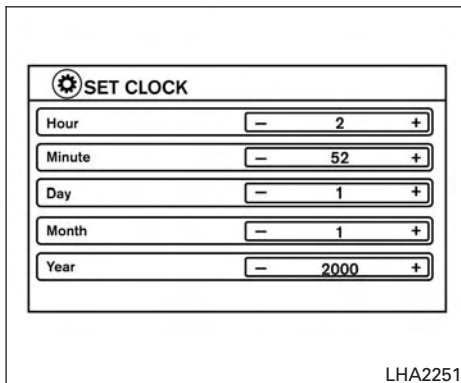 SET CLOCK
Hour − 2 +
Minute − 52 +
Day − 1 +
Month − 1 +
Year − 2000 +
LHA2251